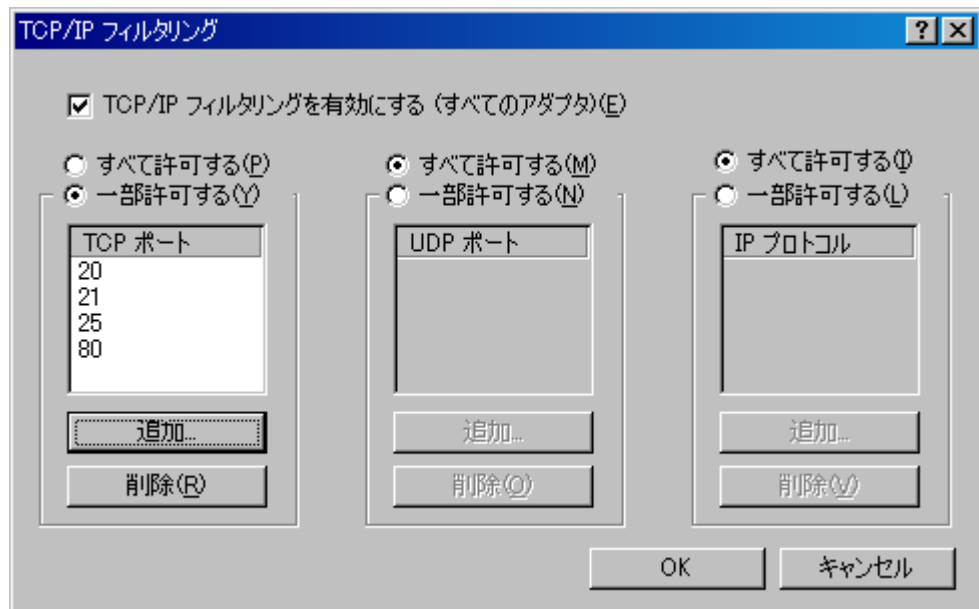 TCP/IP フィルタリング
TCP/IP フィルタリングを有効にする (すべてのアダプタ)(E)
すべて許可する(P)
一部許可する(Y)
TCP ポート
20
21
25
80
追加...
削除(R)
すべて許可する(M)
一部許可する(N)
UDP ポート
追加...
削除(O)
すべて許可する(I)
一部許可する(L)
IP プロトコル
追加...
削除(V)
OK
キャンセル